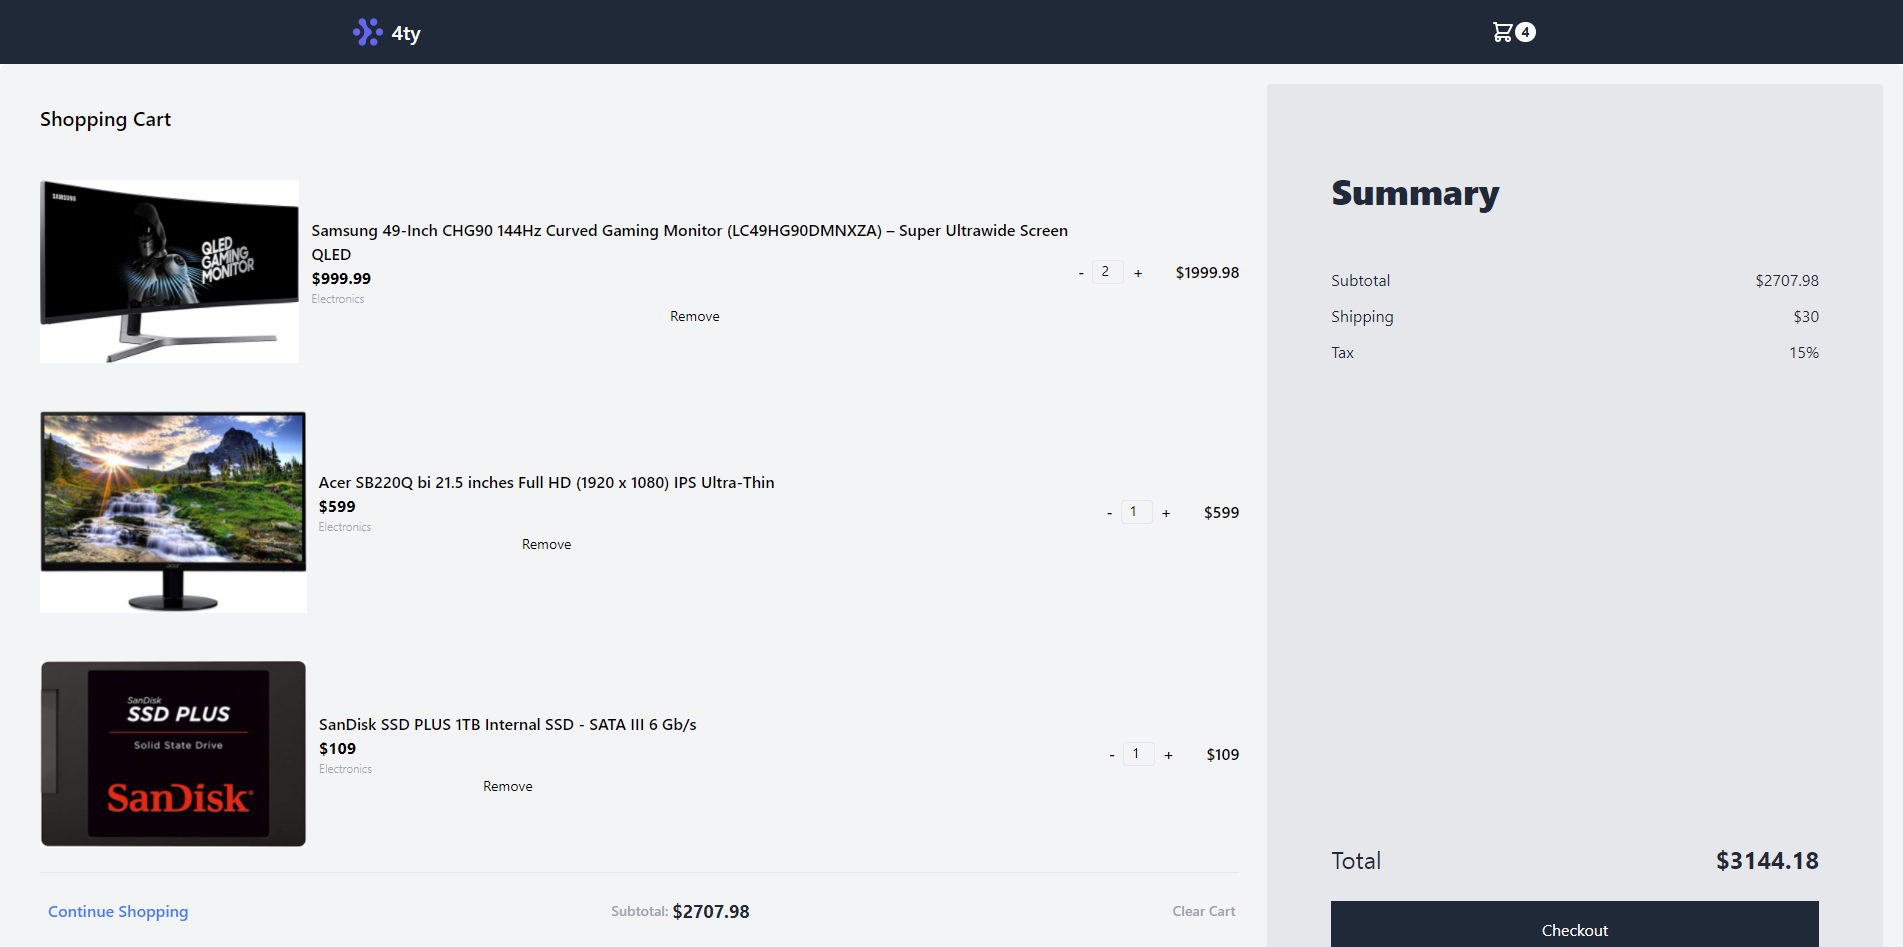 4ty
4
Shopping Cart
SAMSUNG
QLED
GAMING
MONITOR
Samsung 49-Inch CHG90 144Hz Curved Gaming Monitor (LC49HG90DMNXZA) – Super Ultrawide Screen
QLED
$999.99
Electronics
Remove
- 2 + $1999.98
acer
Acer SB220Q bi 21.5 inches Full HD (1920 x 1080) IPS Ultra-Thin
$599
Electronics
Remove
- 1 + $599
SanDisk
SSD PLUS
Solid State Drive
SanDisk
SanDisk SSD PLUS 1TB Internal SSD - SATA III 6 Gb/s
$109
Electronics
Remove
- 1 + $109
Continue Shopping
Subtotal: $2707.98
Clear Cart
Summary
Subtotal $2707.98
Shipping $30
Tax 15%
Total $3144.18
Checkout